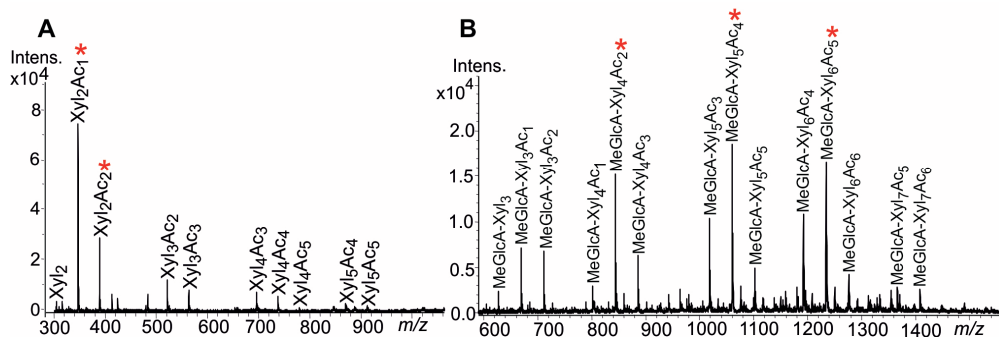 A
Intens.
x10⁴
8
6
4
2
0
Xyl₂
Xyl₂Ac₁*
Xyl₂Ac₂*
Xyl₃Ac₂
Xyl₃Ac₃
Xyl₄Ac₃
Xyl₄Ac₄
Xyl₄Ac₅
Xyl₅Ac₄
Xyl₅Ac₅
300 400 500 600 700 800 900 m/z
B
Intens.
x10⁴
2.0
1.5
1.0
0.5
0
MeGlcA-Xyl₃
MeGlcA-Xyl₃Ac₁
MeGlcA-Xyl₃Ac₂
MeGlcA-Xyl₄Ac₁
MeGlcA-Xyl₄Ac₂*
MeGlcA-Xyl₄Ac₃
MeGlcA-Xyl₅Ac₃
MeGlcA-Xyl₅Ac₄*
MeGlcA-Xyl₅Ac₅
MeGlcA-Xyl₆Ac₄
MeGlcA-Xyl₆Ac₅*
MeGlcA-Xyl₆Ac₆
MeGlcA-Xyl₇Ac₅
MeGlcA-Xyl₇Ac₆
600 700 800 900 1000 1100 1200 1300 1400 m/z